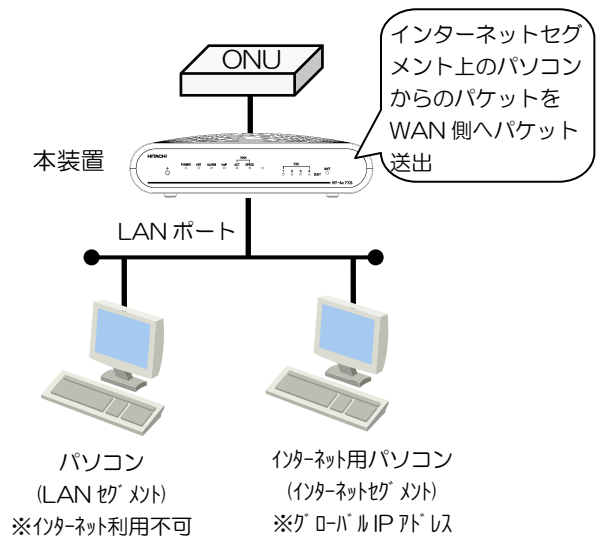 ONU
インターネットセグ
メント上のパソコン
からのパケットを
WAN 側へパケット
送出
本装置
HITACHI
LAN ポート
パソコン
(LAN ｾｸﾞﾒﾝﾄ)
※ｲﾝﾀｰﾈｯﾄ利用不可
ｲﾝﾀｰﾈｯﾄ用パソコン
(ｲﾝﾀｰﾈｯﾄｾｸﾞﾒﾝﾄ)
※ｸﾞﾛｰﾊﾞﾙ IP ｱﾄﾞﾚｽ